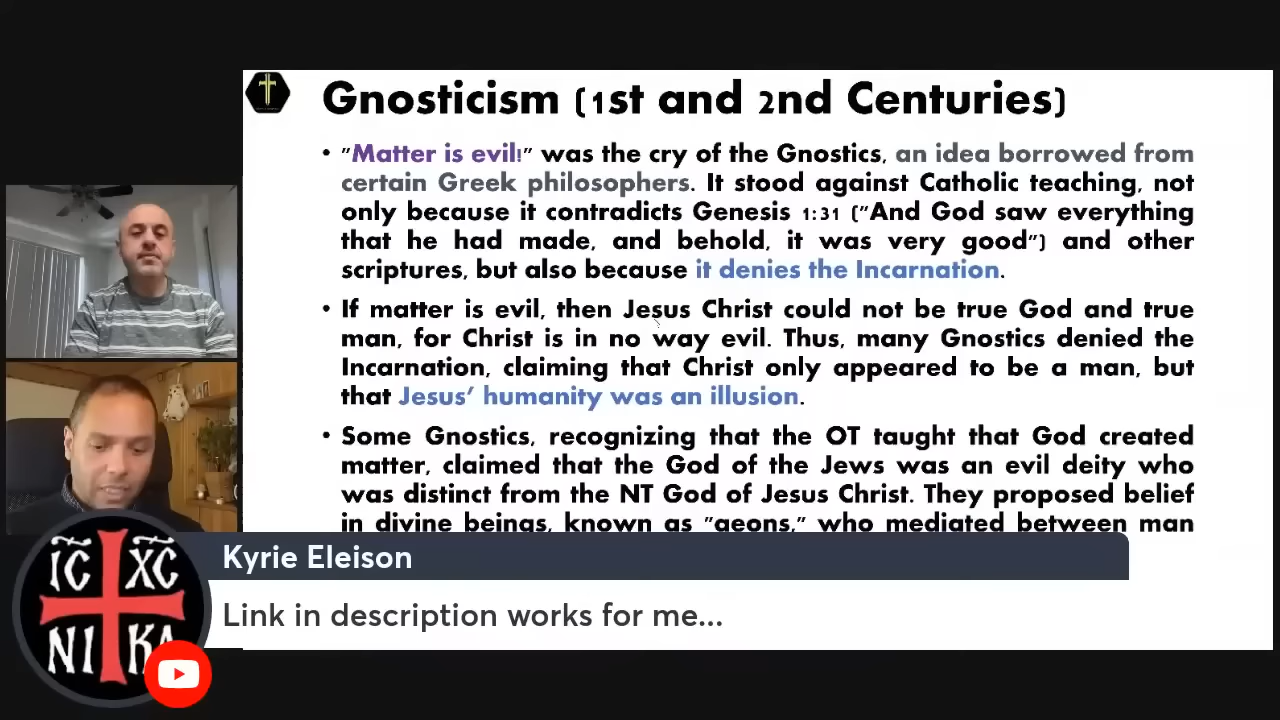 Gnosticism (1st and 2nd Centuries)
• "Matter is evil!" was the cry of the Gnostics, an idea borrowed from
certain Greek philosophers. It stood against Catholic teaching, not
only because it contradicts Genesis 1:31 ("And God saw everything
that he had made, and behold, it was very good") and other
scriptures, but also because it denies the Incarnation.
• If matter is evil, then Jesus Christ could not be true God and true
man, for Christ is in no way evil. Thus, many Gnostics denied the
Incarnation, claiming that Christ only appeared to be a man, but
that Jesus' humanity was an illusion.
• Some Gnostics, recognizing that the OT taught that God created
matter, claimed that the God of the Jews was an evil deity who
was distinct from the NT God of Jesus Christ. They proposed belief
in divine beings, known as "aeons," who mediated between man
IC XC
NI KA
Kyrie Eleison
Link in description works for me...